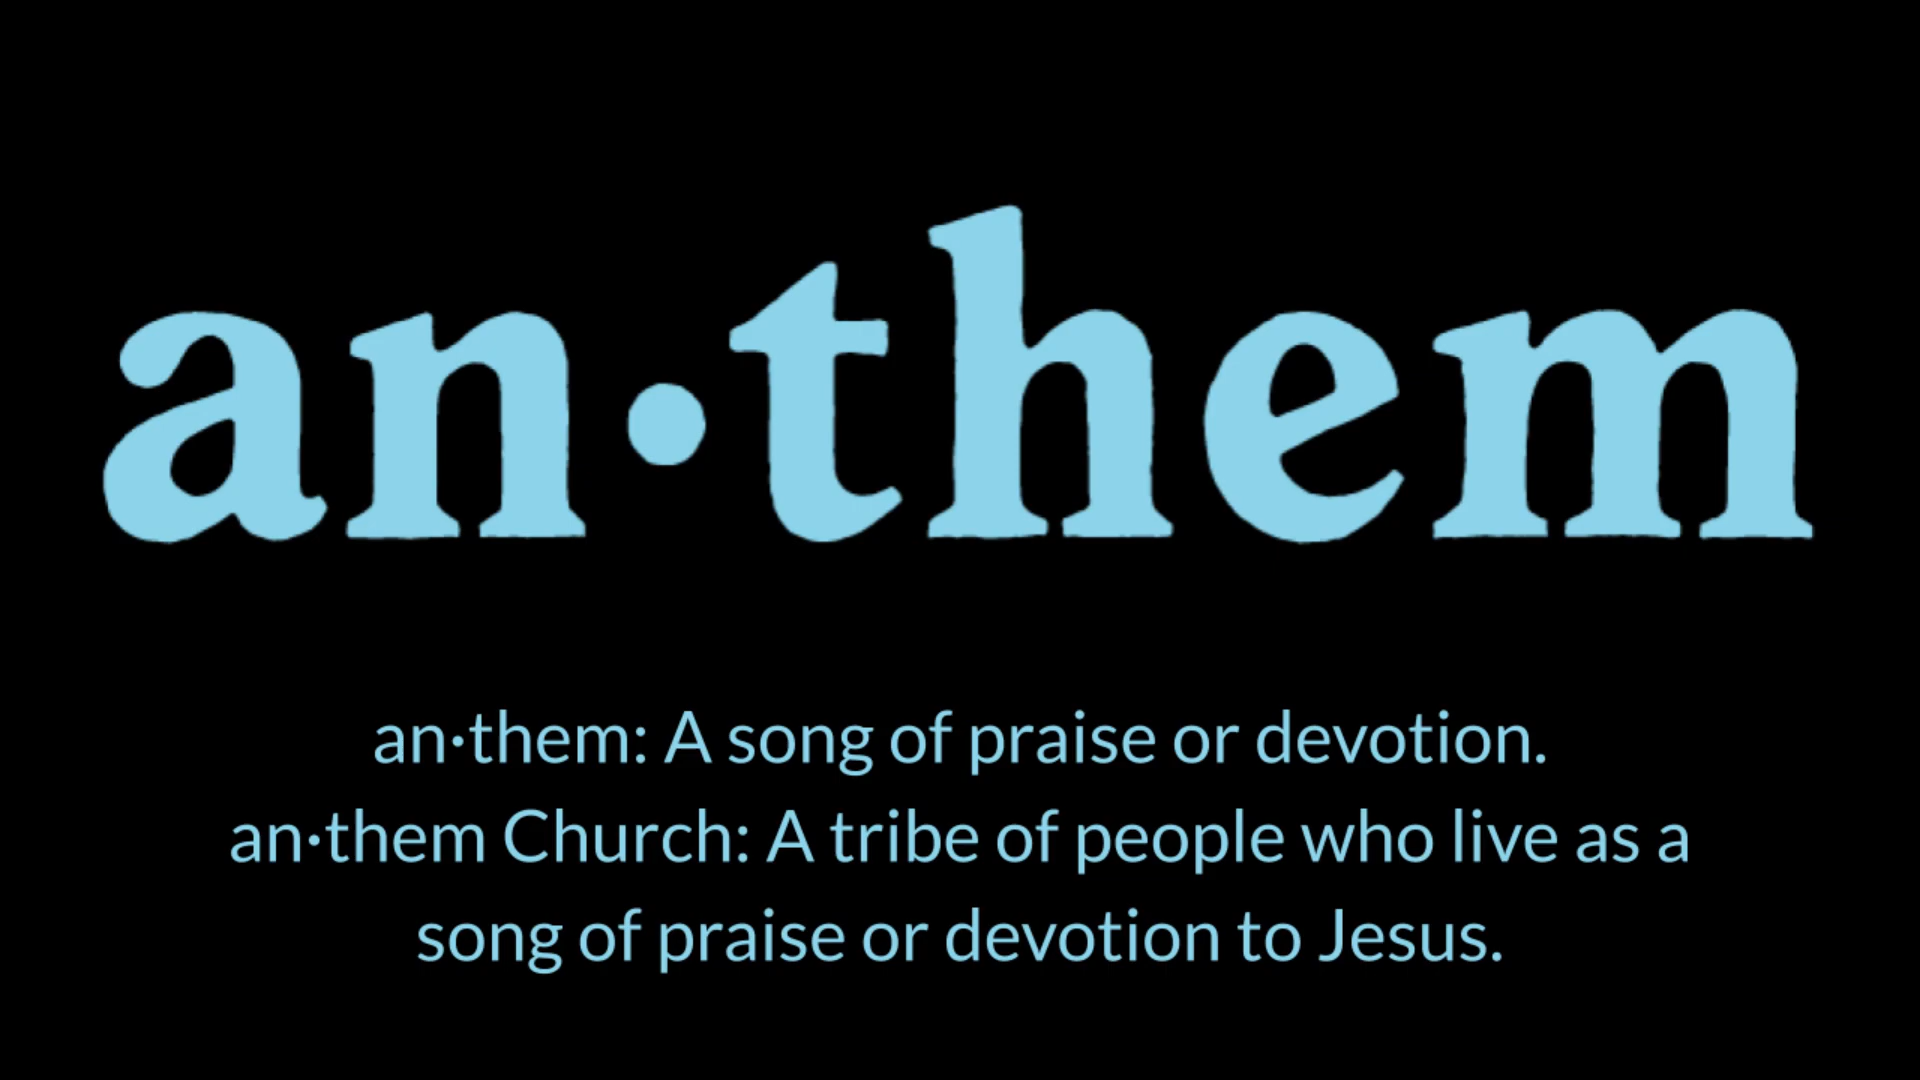 an·them
an·them: A song of praise or devotion.
an·them Church: A tribe of people who live as a
song of praise or devotion to Jesus.